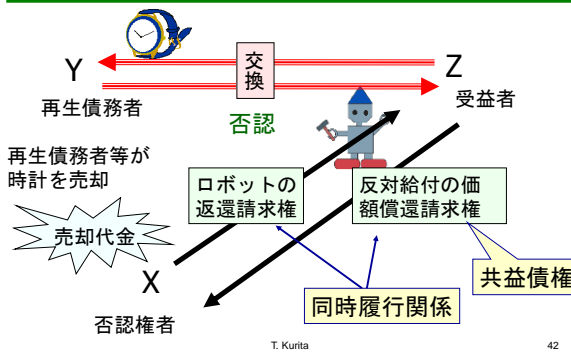 Y
交
換
Z
再生債務者
否認
受益者
再生債務者等が
時計を売却
ロボットの
返還請求権
反対給付の価
額償還請求権
売却代金
X
共益債権
同時履行関係
否認権者
T. Kurita
42